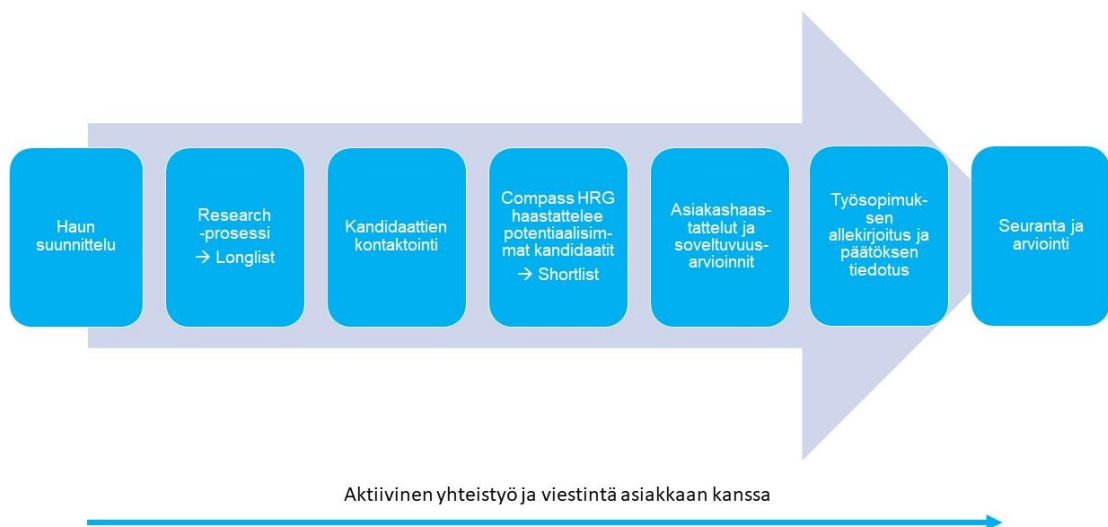 Haun
suunnittelu
Research
-prosessi
→ Longlist
Kandidaattien
kontaktointi
Compass HRG
haastattelee
potentiaalisim-
mat kandidaatit
→ Shortlist
Asiakashaas-
tattelut ja
soveltuvuus-
arvioinnit
Työsopimuk-
sen
allekirjoitus ja
päätöksen
tiedotus
Seuranta ja
arviointi
Aktiivinen yhteistyö ja viestintä asiakkaan kanssa